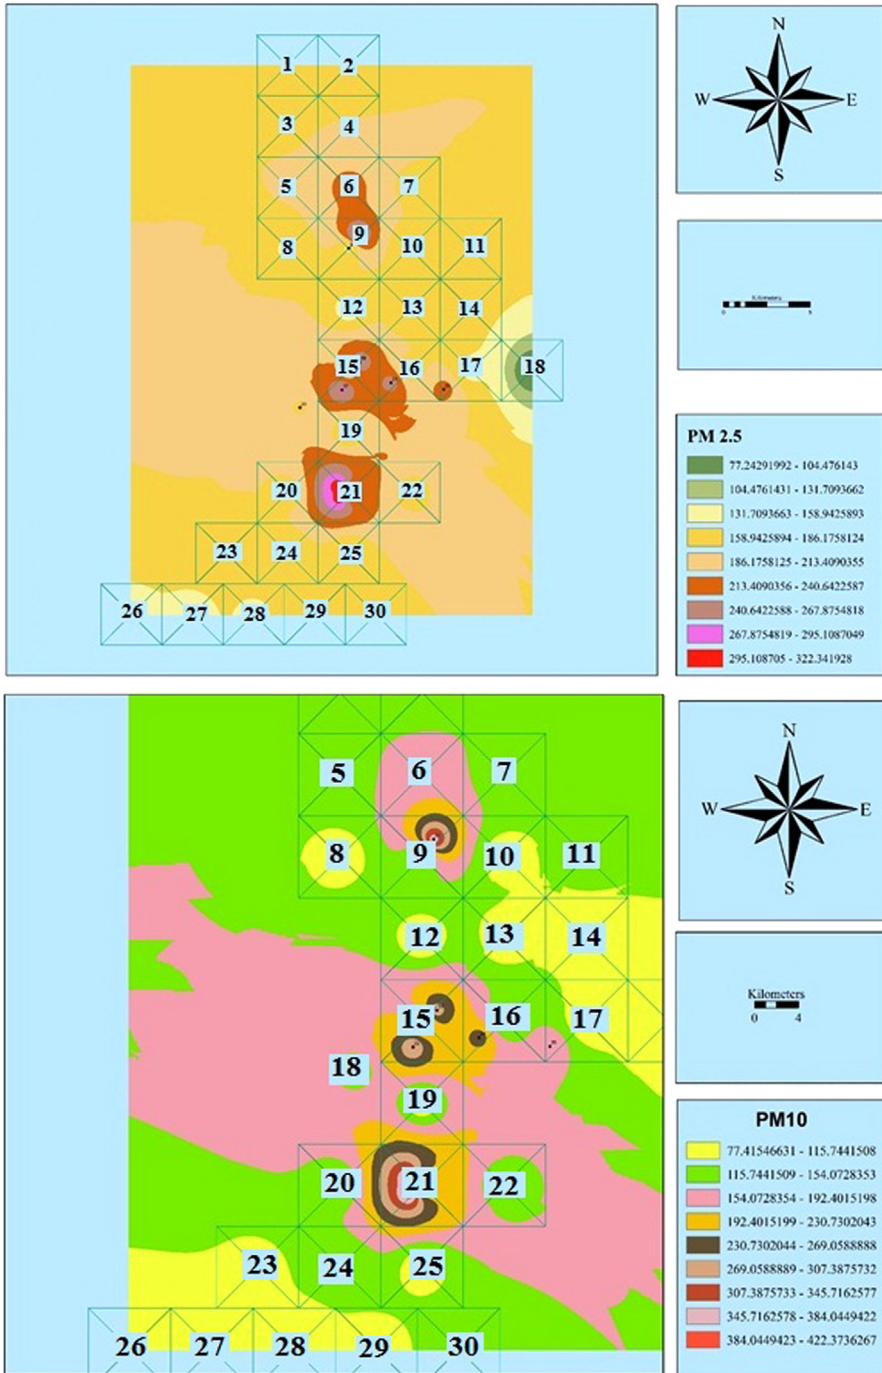 1 2
3 4
5 6 7
8 9 10 11
12 13 14
15 16 17 18
19
20 21 22
23 24 25
26 27 28 29 30
N
W E
S
Kilometers
0
PM 2.5
77.24291992 - 104.476143
104.4761431 - 131.7093662
131.7093663 - 158.9425893
158.9425894 - 186.1758124
186.1758125 - 213.4090355
213.4090356 - 240.6422587
240.6422588 - 267.8754818
267.8754819 - 295.1087049
295.108705 - 322.341928
5 6 7
8 9 10 11
12 13 14
15 16 17
18
19
20 21 22
23 24 25
26 27 28 29 30
N
W E
S
Kilometers
0 4
PM10
77.41546631 - 115.7441508
115.7441509 - 154.0728353
154.0728354 - 192.4015198
192.4015199 - 230.7302043
230.7302044 - 269.0588888
269.0588889 - 307.3875732
307.3875733 - 345.7162577
345.7162578 - 384.0449422
384.0449423 - 422.3736267